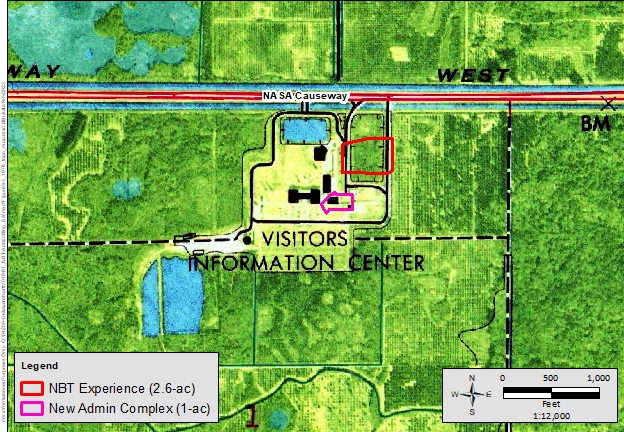 WAY
WEST
NASA Causeway
BM
VISITORS
INFORMATION CENTER
Legend
NBT Experience (2.6-ac)
New Admin Complex (1-ac)
1
N
W E
S
0 500 1,000
Feet
1:12,000